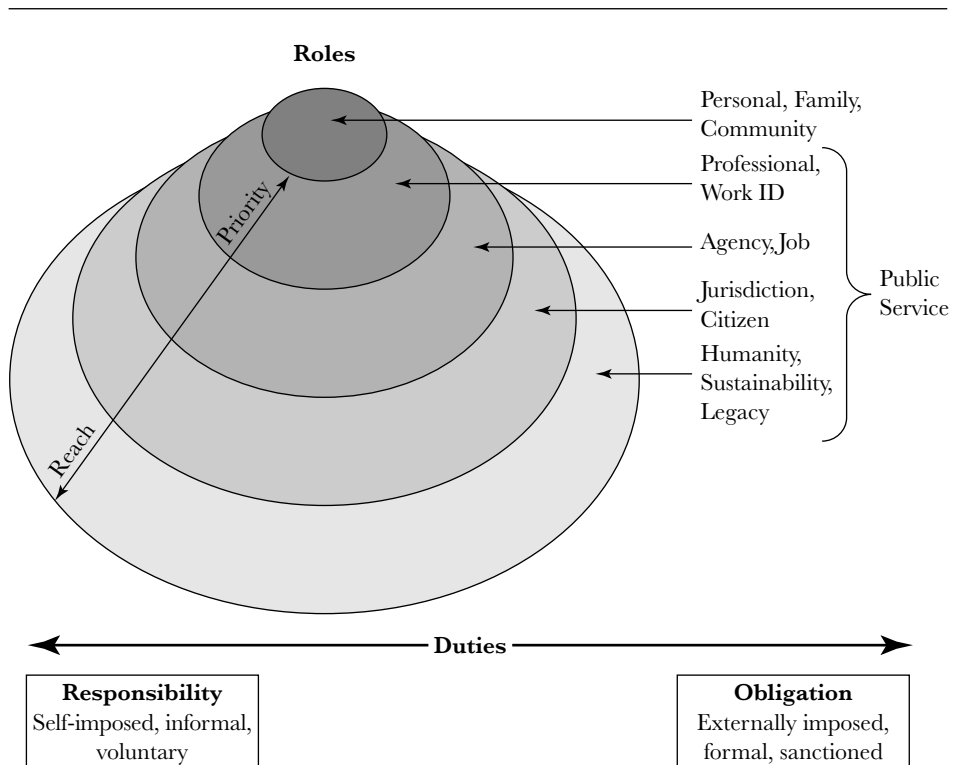 Roles
Personal, Family,
Community
Professional,
Work ID
Agency, Job
Jurisdiction,
Citizen
Humanity,
Sustainability,
Legacy
Public
Service
Priority
Reach
Duties
Responsibility
Self-imposed, informal,
voluntary
Obligation
Externally imposed,
formal, sanctioned